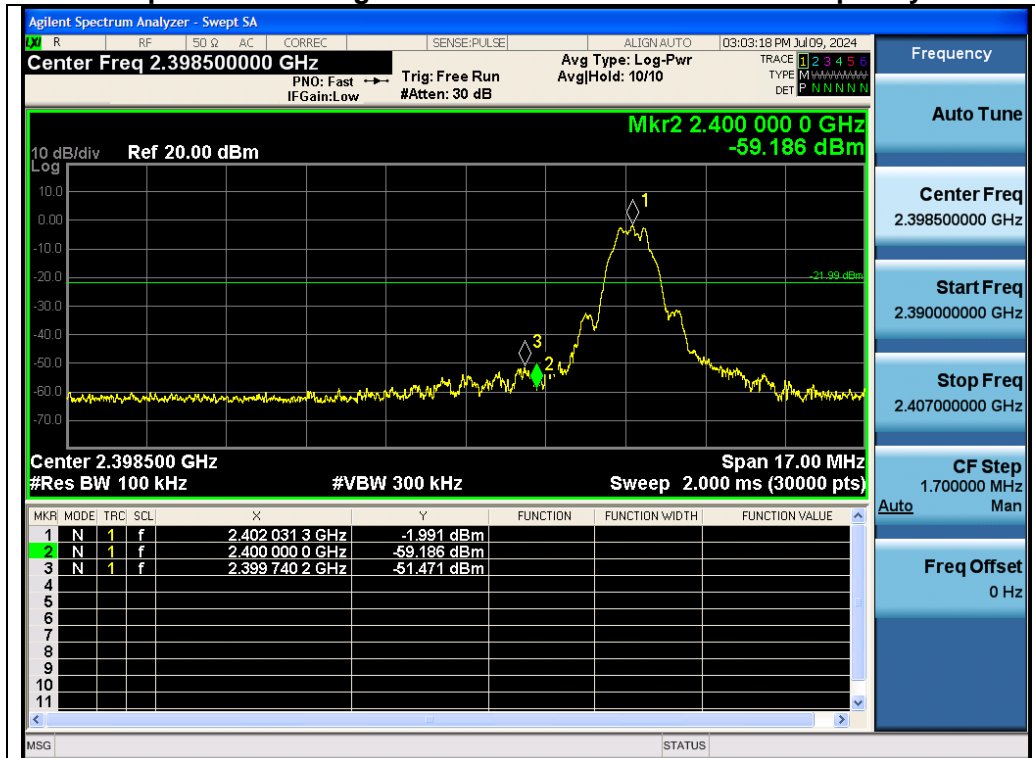 Agilent Spectrum Analyzer - Swept SA
LXI R RF 50 Ω AC CORREC SENSE:PULSE ALIGN AUTO 03:03:18 PM Jul 09, 2024
Center Freq 2.398500000 GHz
PNO: Fast
IFGain:Low
Trig: Free Run
#Atten: 30 dB
Avg Type: Log-Pwr
Avg|Hold: 10/10
TRACE 1 2 3 4 5 6
TYPE M
DET P N N N N N
Mkr2 2.400 000 0 GHz
-59.186 dBm
10 dB/div Ref 20.00 dBm
Log
10.0
0.00
-10.0
-20.0
-30.0
-40.0
-50.0
-60.0
-70.0
1
-21.99 dBm
3
2
Center 2.398500 GHz Span 17.00 MHz
#Res BW 100 kHz #VBW 300 kHz Sweep 2.000 ms (30000 pts)
MKR MODE TRC SCL X Y FUNCTION FUNCTION WIDTH FUNCTION VALUE
1 N 1 f 2.402 031 3 GHz -1.991 dBm
2 N 1 f 2.400 000 0 GHz -59.186 dBm
3 N 1 f 2.399 740 2 GHz -51.471 dBm
4
5
6
7
8
9
10
11
MSG STATUS
Frequency
Auto Tune
Center Freq
2.398500000 GHz
Start Freq
2.390000000 GHz
Stop Freq
2.407000000 GHz
CF Step
1.700000 MHz
Auto Man
Freq Offset
0 Hz